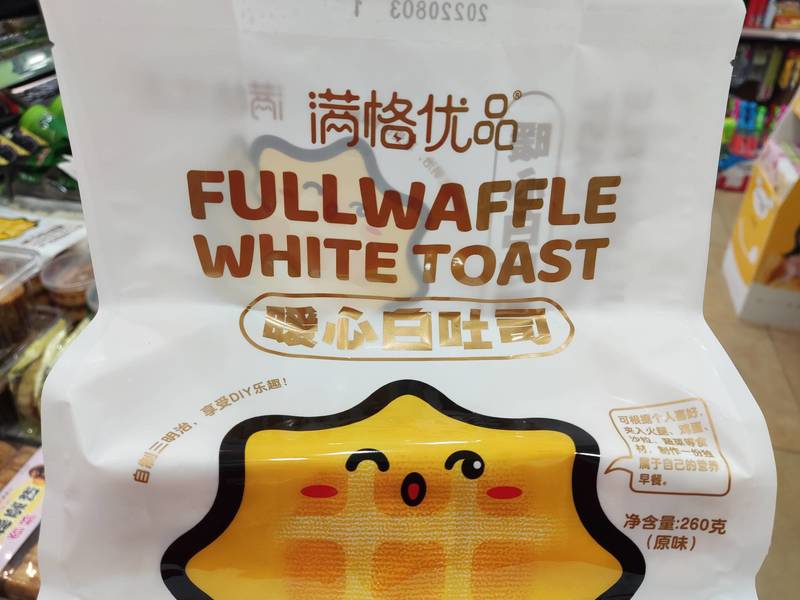 20220803 1
满格优品®
FULLWAFFLE
WHITE TOAST
暖心白吐司
自制三明治，享受DIY乐趣！
可根据个人喜好，
夹入火腿、鸡蛋、
沙拉、蔬菜等食
材，制作一份独
属于自己的营养
早餐。
净含量:260克
(原味)